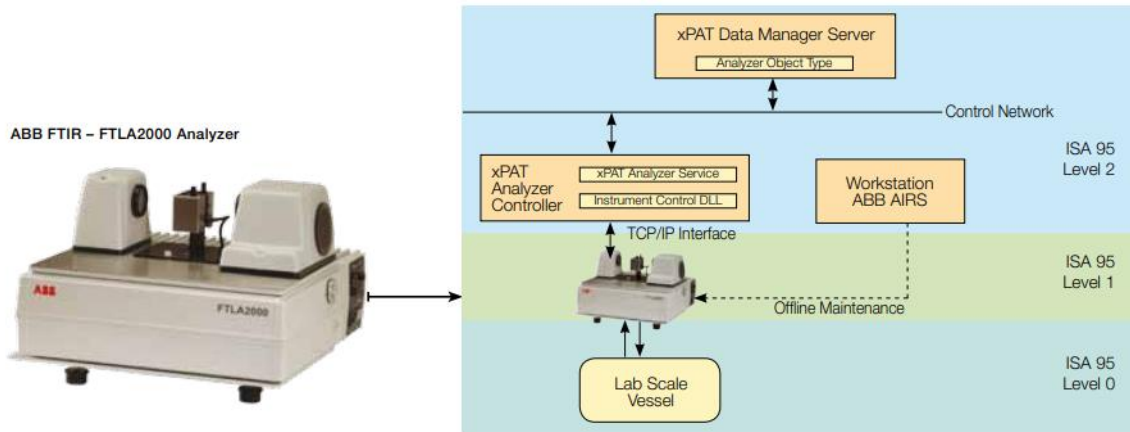 ABB FTIR – FTLA2000 Analyzer
ABB
FTLA2000
xPAT Data Manager Server
Analyzer Object Type
Control Network
ISA 95
Level 2
xPAT
Analyzer
Controller
xPAT Analyzer Service
Instrument Control DLL
Workstation
ABB AIRS
TCP/IP Interface
ISA 95
Level 1
Offline Maintenance
Lab Scale
Vessel
ISA 95
Level 0